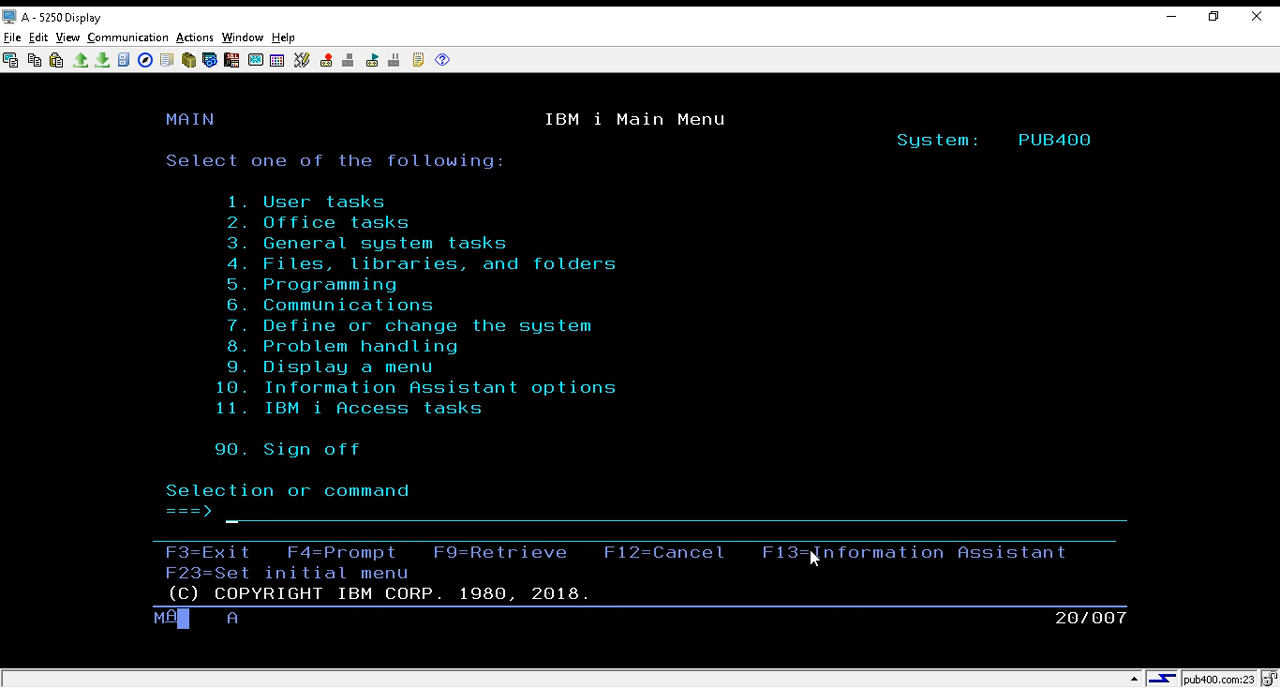 A - 5250 Display
File Edit View Communication Actions Window Help
MAIN IBM i Main Menu
System: PUB400
Select one of the following:
1. User tasks
2. Office tasks
3. General system tasks
4. Files, libraries, and folders
5. Programming
6. Communications
7. Define or change the system
8. Problem handling
9. Display a menu
10. Information Assistant options
11. IBM i Access tasks
90. Sign off
Selection or command
===>
F3=Exit F4=Prompt F9=Retrieve F12=Cancel F13=Information Assistant
F23=Set initial menu
(C) COPYRIGHT IBM CORP. 1980, 2018.
MA A 20/007
pub400.com:23